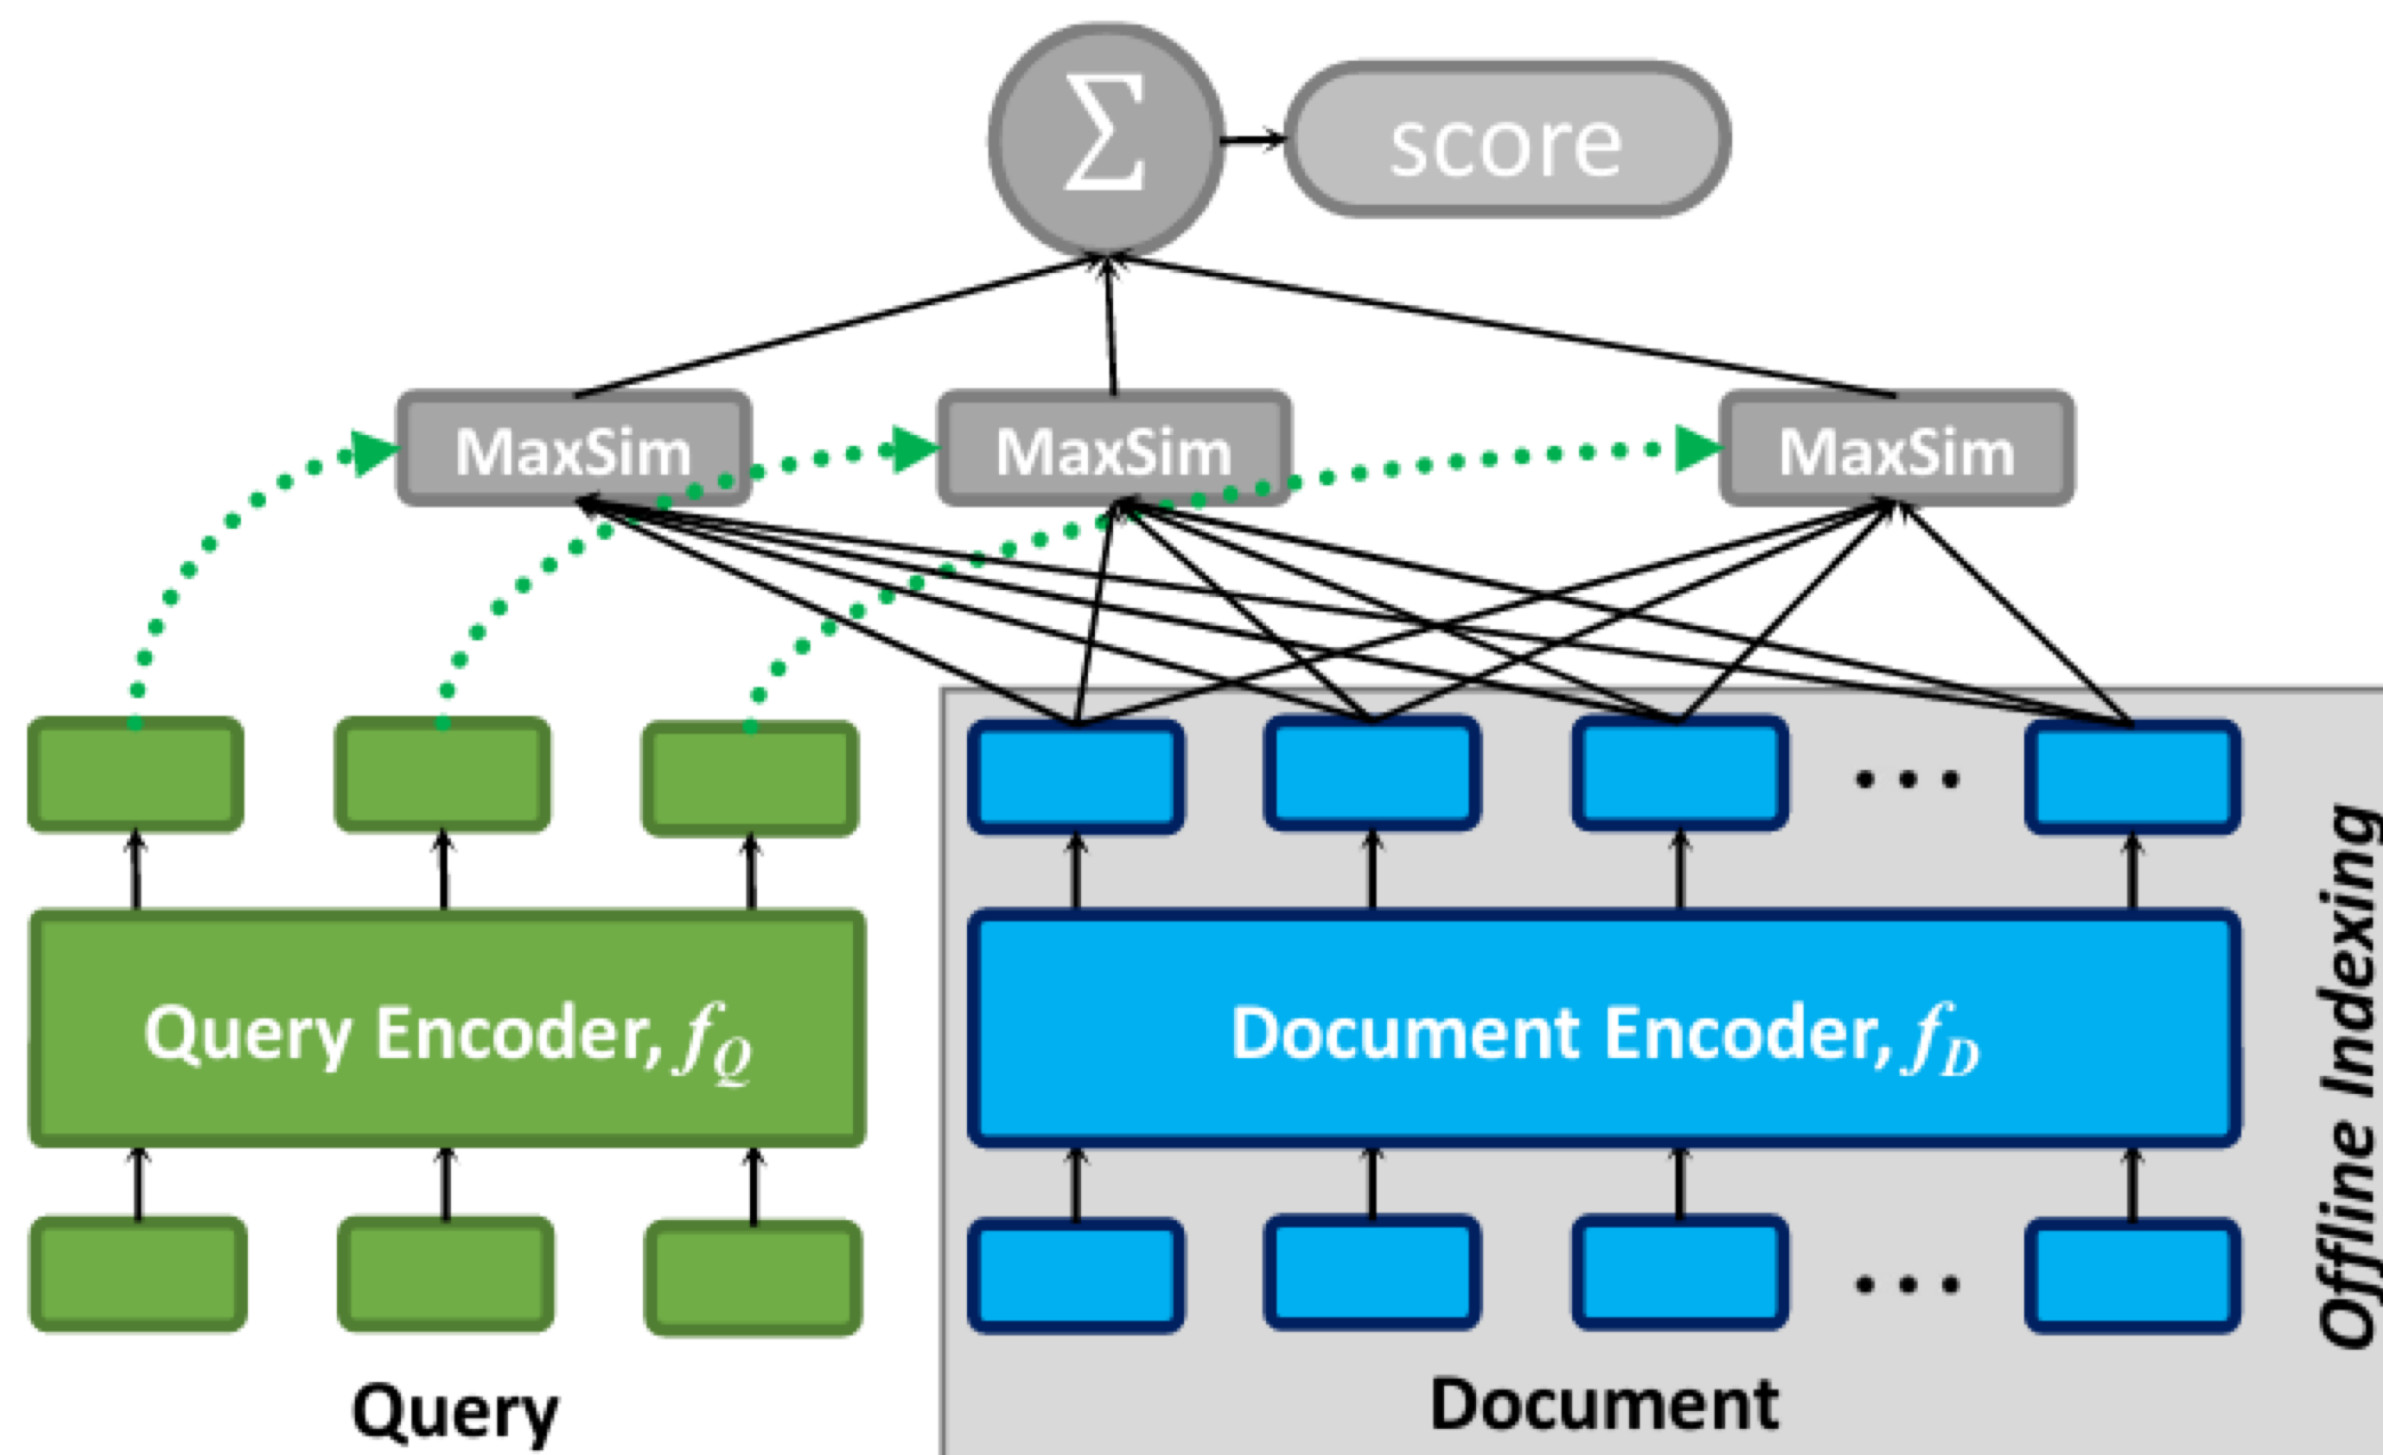 Σ
score
MaxSim
MaxSim
MaxSim
...
Query Encoder, f_Q
Document Encoder, f_D
Offline Indexing
...
Query
Document